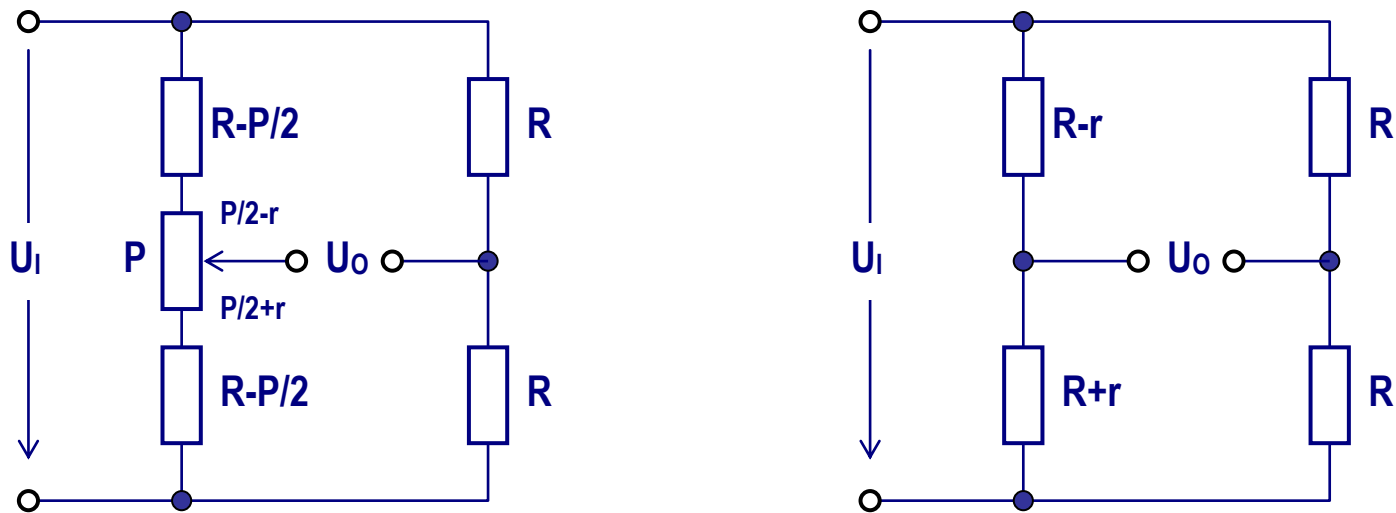 R-P/2
R
P/2-r
U_I
P
U_O
P/2+r
R-P/2
R
R-r
R
U_I
U_O
R+r
R